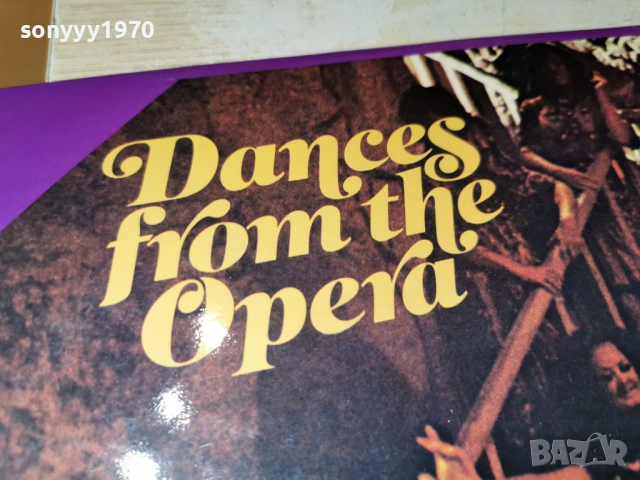 sonyyy1970
Dances
from the
Opera
BAZAR